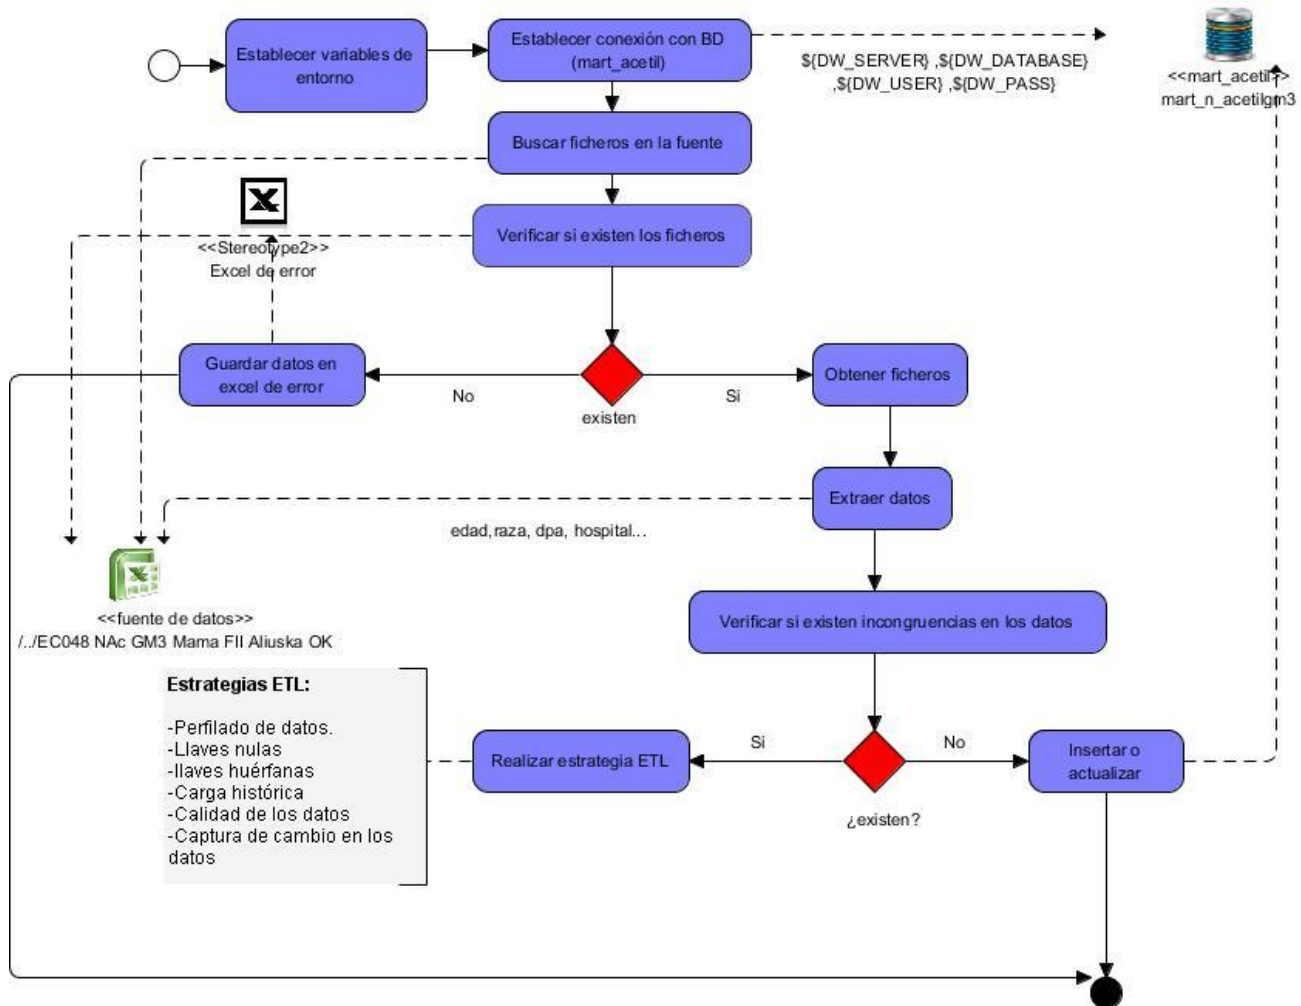 Establecer variables de
entorno
Establecer conexión con BD
(mart_acetil)
${DW_SERVER} ,${DW_DATABASE}
,${DW_USER} ,${DW_PASS}
<<mart_acetil>>
mart_n_acetilgm3
Buscar ficheros en la fuente
Verificar si existen los ficheros
<<Stereotype2>>
Excel de error
Guardar datos en
excel de error
No
existen
Si
Obtener ficheros
Extraer datos
edad,raza, dpa, hospital...
<<fuente de datos>>
/../EC048 NAc GM3 Mama FII Aliuska OK
Verificar si existen incongruencias en los datos
Estrategias ETL:
-Perfilado de datos.
-Llaves nulas
-llaves huérfanas
-Carga histórica
-Calidad de los datos
-Captura de cambio en los
datos
Realizar estrategia ETL
Si
No
¿existen?
Insertar o
actualizar